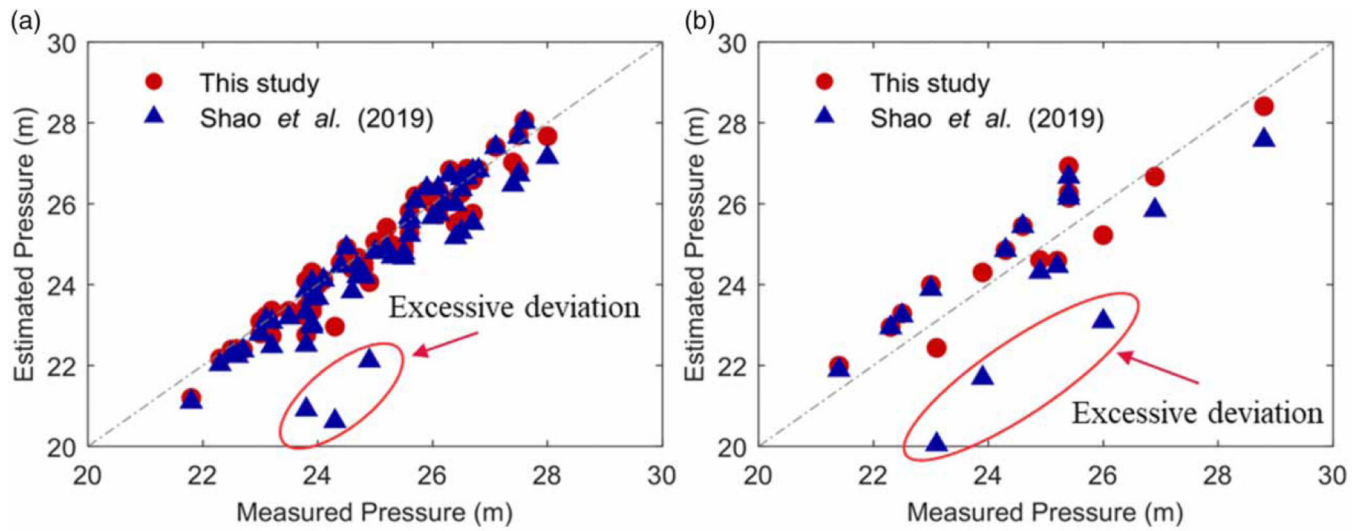 (a)
30
28
26
24
22
20
Estimated Pressure (m)
This study
Shao et al. (2019)
Excessive deviation
20 22 24 26 28 30
Measured Pressure (m)
(b)
30
28
26
24
22
20
Estimated Pressure (m)
This study
Shao et al. (2019)
Excessive deviation
20 22 24 26 28 30
Measured Pressure (m)